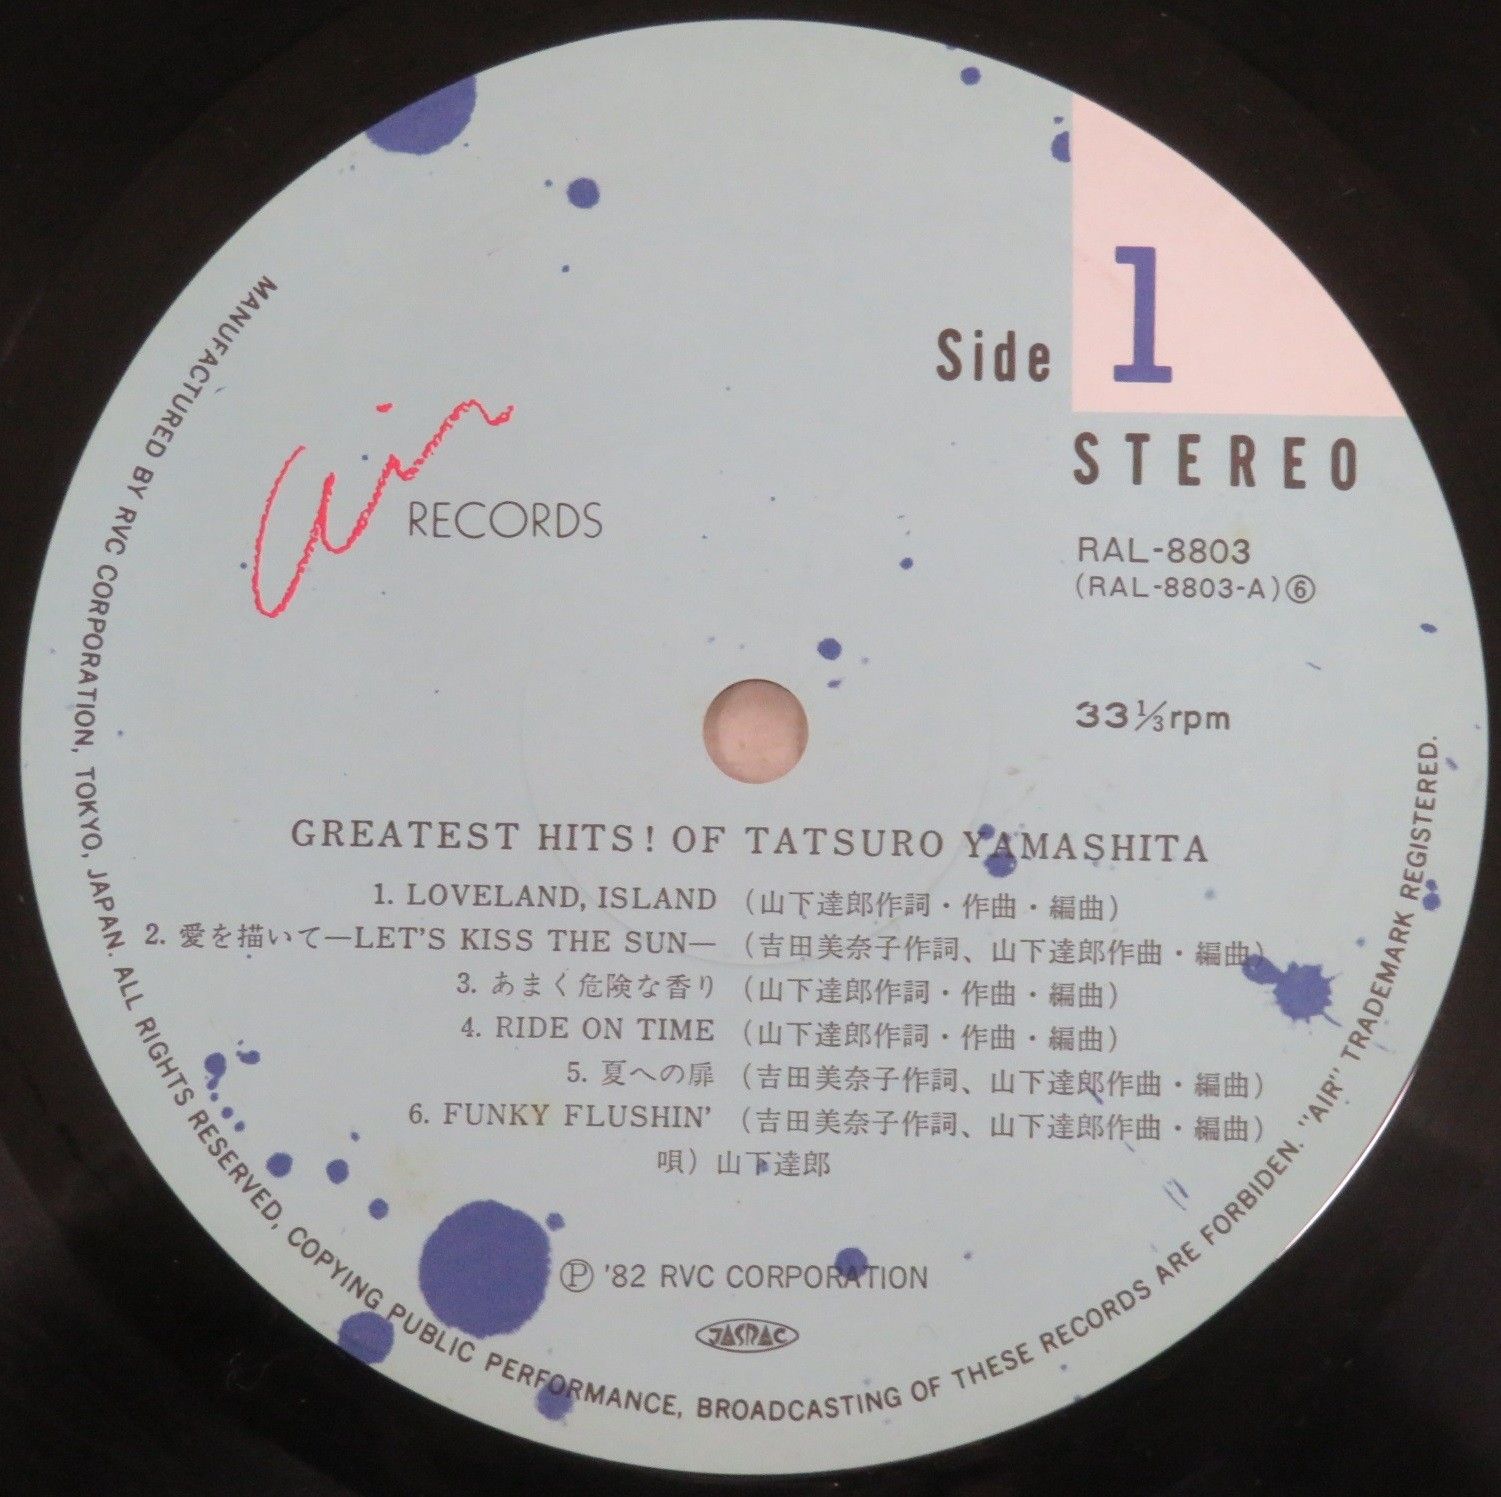 Side 1
air RECORDS
STEREO
RAL-8803
(RAL-8803-A)⑥
33⅓rpm
GREATEST HITS! OF TATSURO YAMASHITA
1. LOVELAND, ISLAND (山下達郎作詞・作曲・編曲)
2. 愛を描いて—LET'S KISS THE SUN— (吉田美奈子作詞、山下達郎作曲・編曲)
3. あまく危険な香り (山下達郎作詞・作曲・編曲)
4. RIDE ON TIME (山下達郎作詞・作曲・編曲)
5. 夏への扉 (吉田美奈子作詞、山下達郎作曲・編曲)
6. FUNKY FLUSHIN' (吉田美奈子作詞、山下達郎作曲・編曲)
唄) 山下達郎
Ⓟ '82 RVC CORPORATION
JASRAC
MANUFACTURED BY RVC CORPORATION, TOKYO, JAPAN. ALL RIGHTS RESERVED, COPYING PUBLIC PERFORMANCE, BROADCASTING OF THESE RECORDS ARE FORBIDEN. "AIR" TRADEMARK REGISTERED.